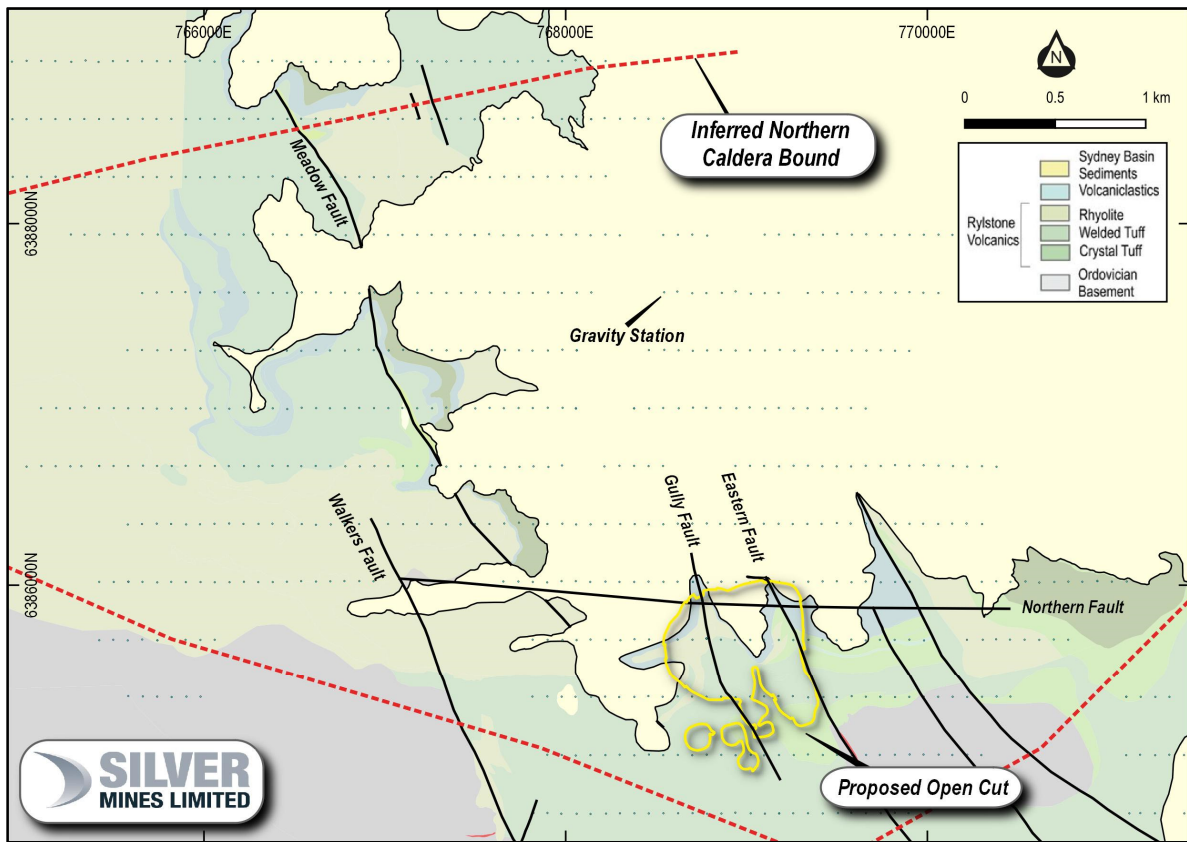 766000E
768000E
770000E
N
0
0.5
1 km
Inferred Northern
Caldera Bound
Meadow Fault
6388000N
Sydney Basin
Sediments
Volcaniclastics
Rylstone
Volcanics
Rhyolite
Welded Tuff
Crystal Tuff
Ordovician
Basement
Gravity Station
Walkers Fault
Gully Fault
Eastern Fault
6386000N
Northern Fault
SILVER
MINES LIMITED
Proposed Open Cut